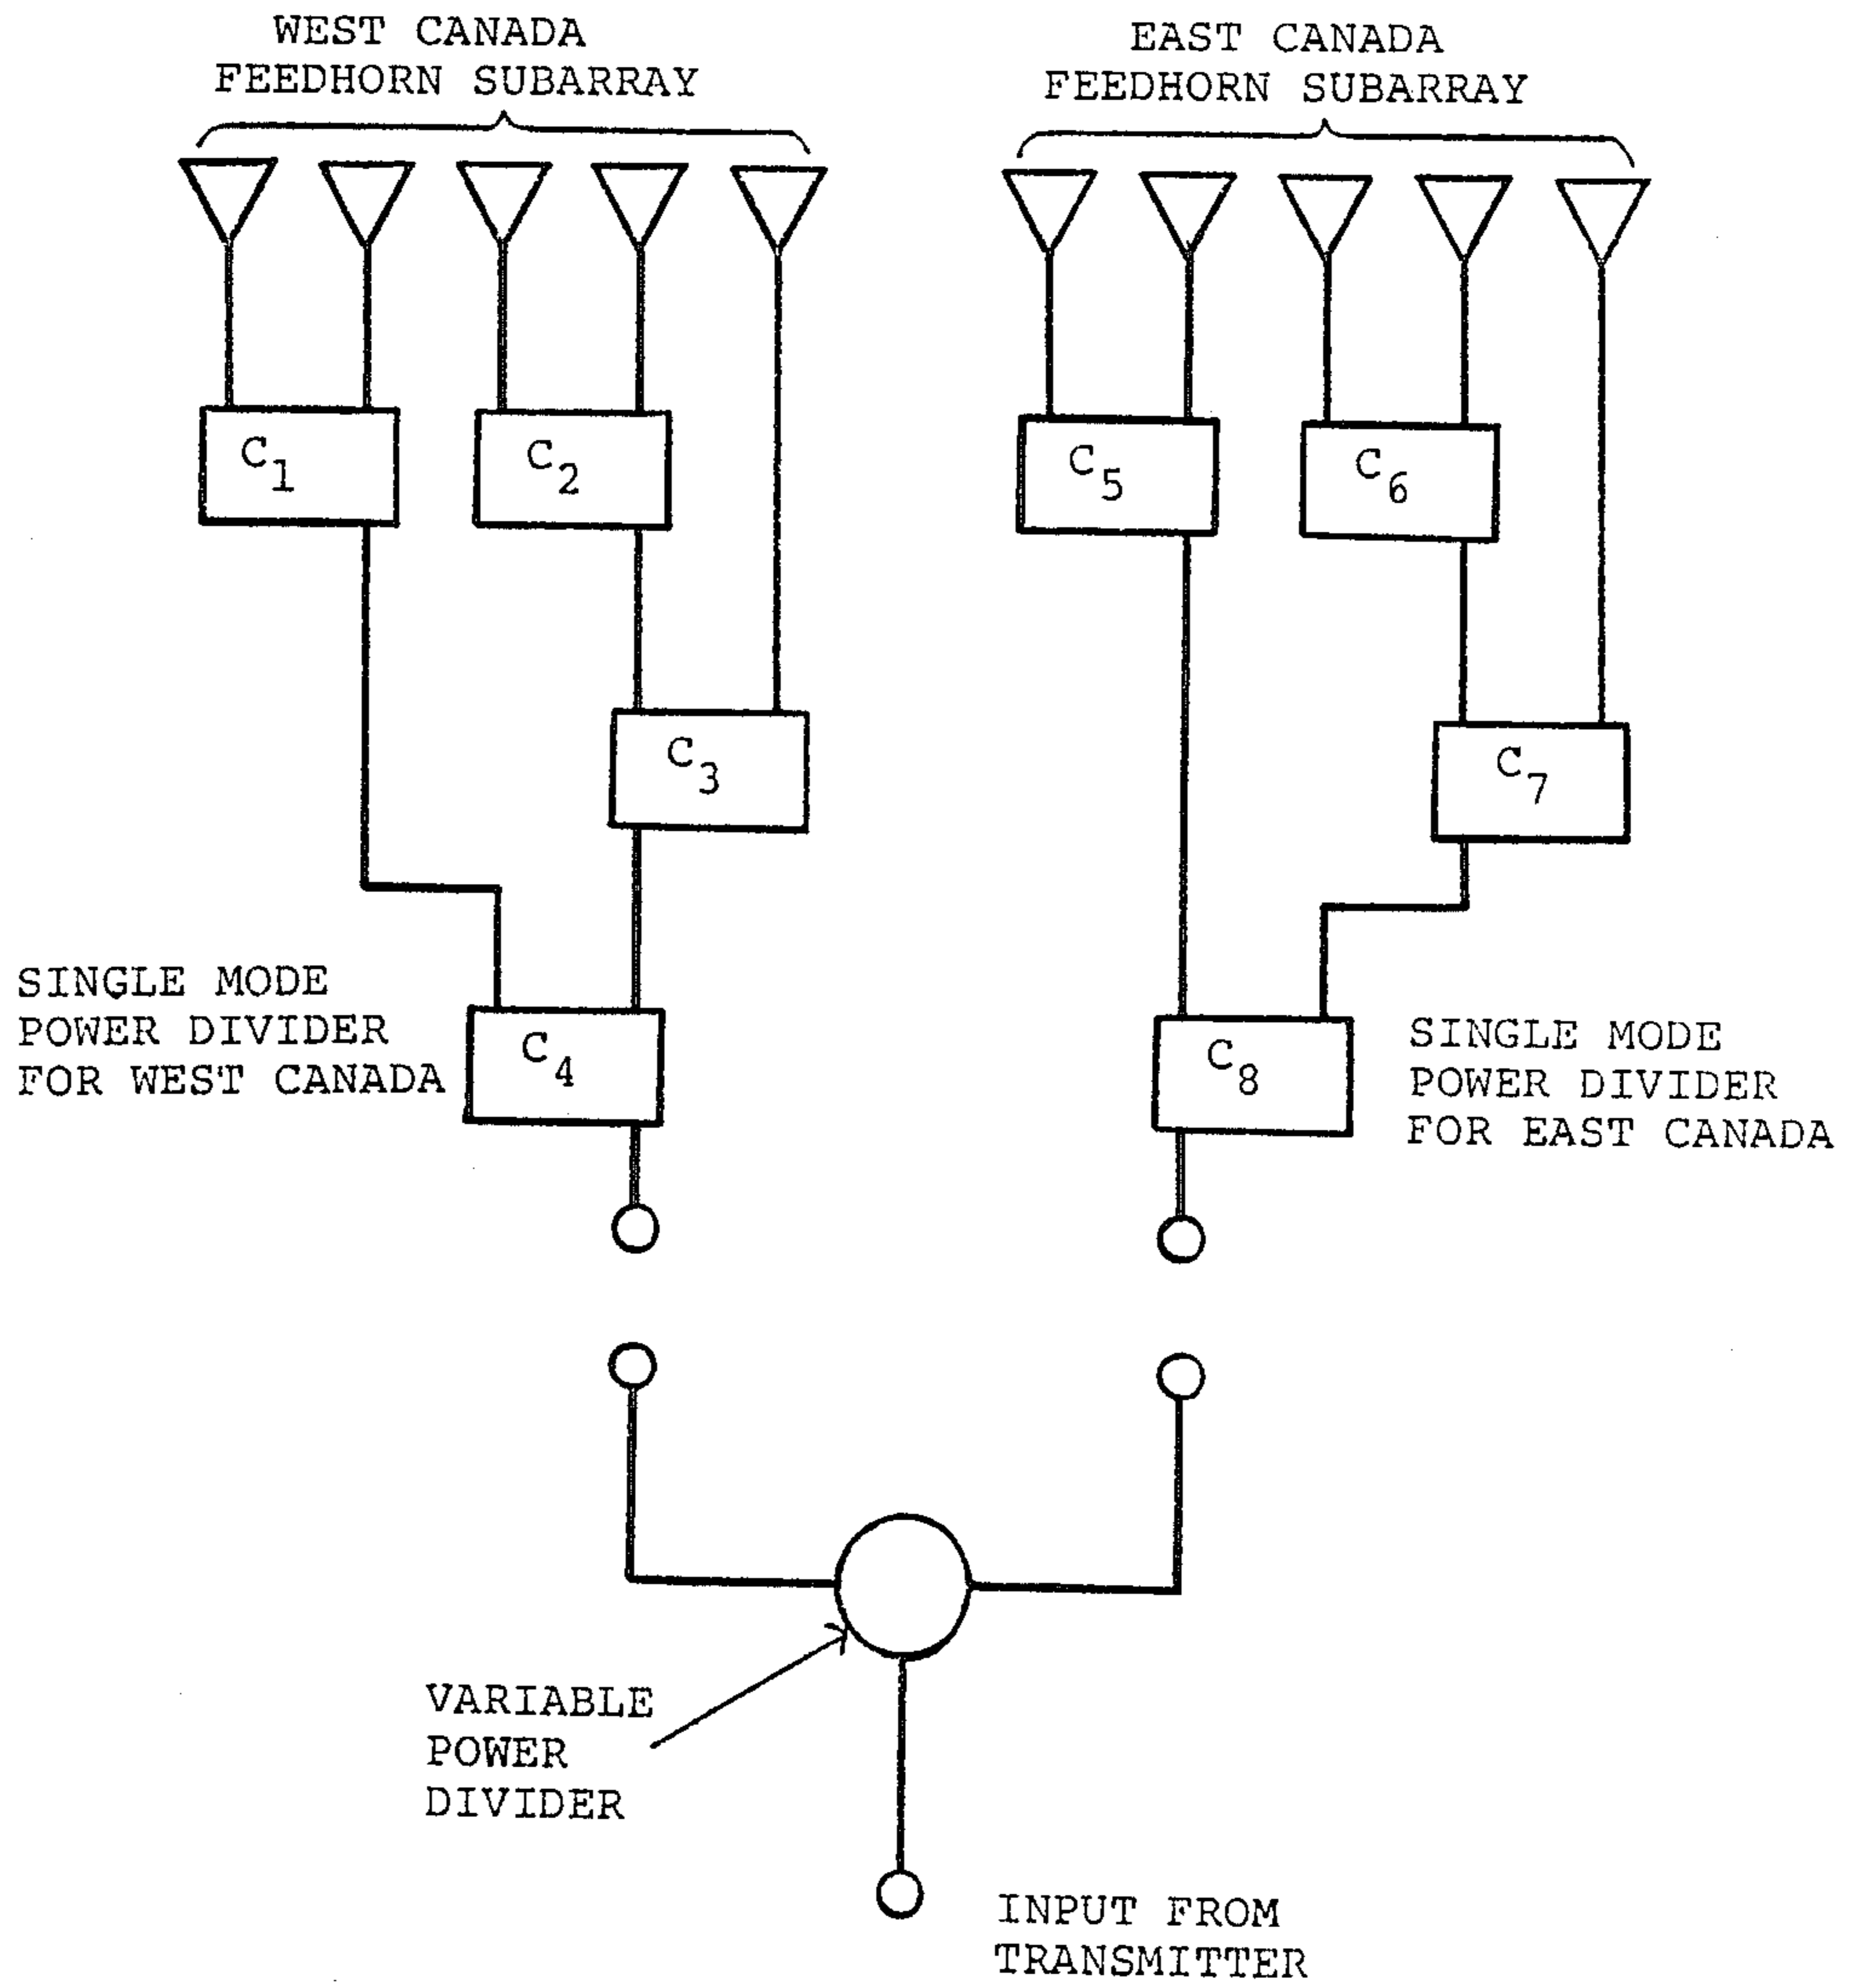 WEST CANADA
FEEDHORN SUBARRAY
EAST CANADA
FEEDHORN SUBARRAY
C1
C2
C5
C6
C3
C7
SINGLE MODE
POWER DIVIDER
FOR WEST CANADA
C4
C8
SINGLE MODE
POWER DIVIDER
FOR EAST CANADA
VARIABLE
POWER
DIVIDER
INPUT FROM
TRANSMITTER